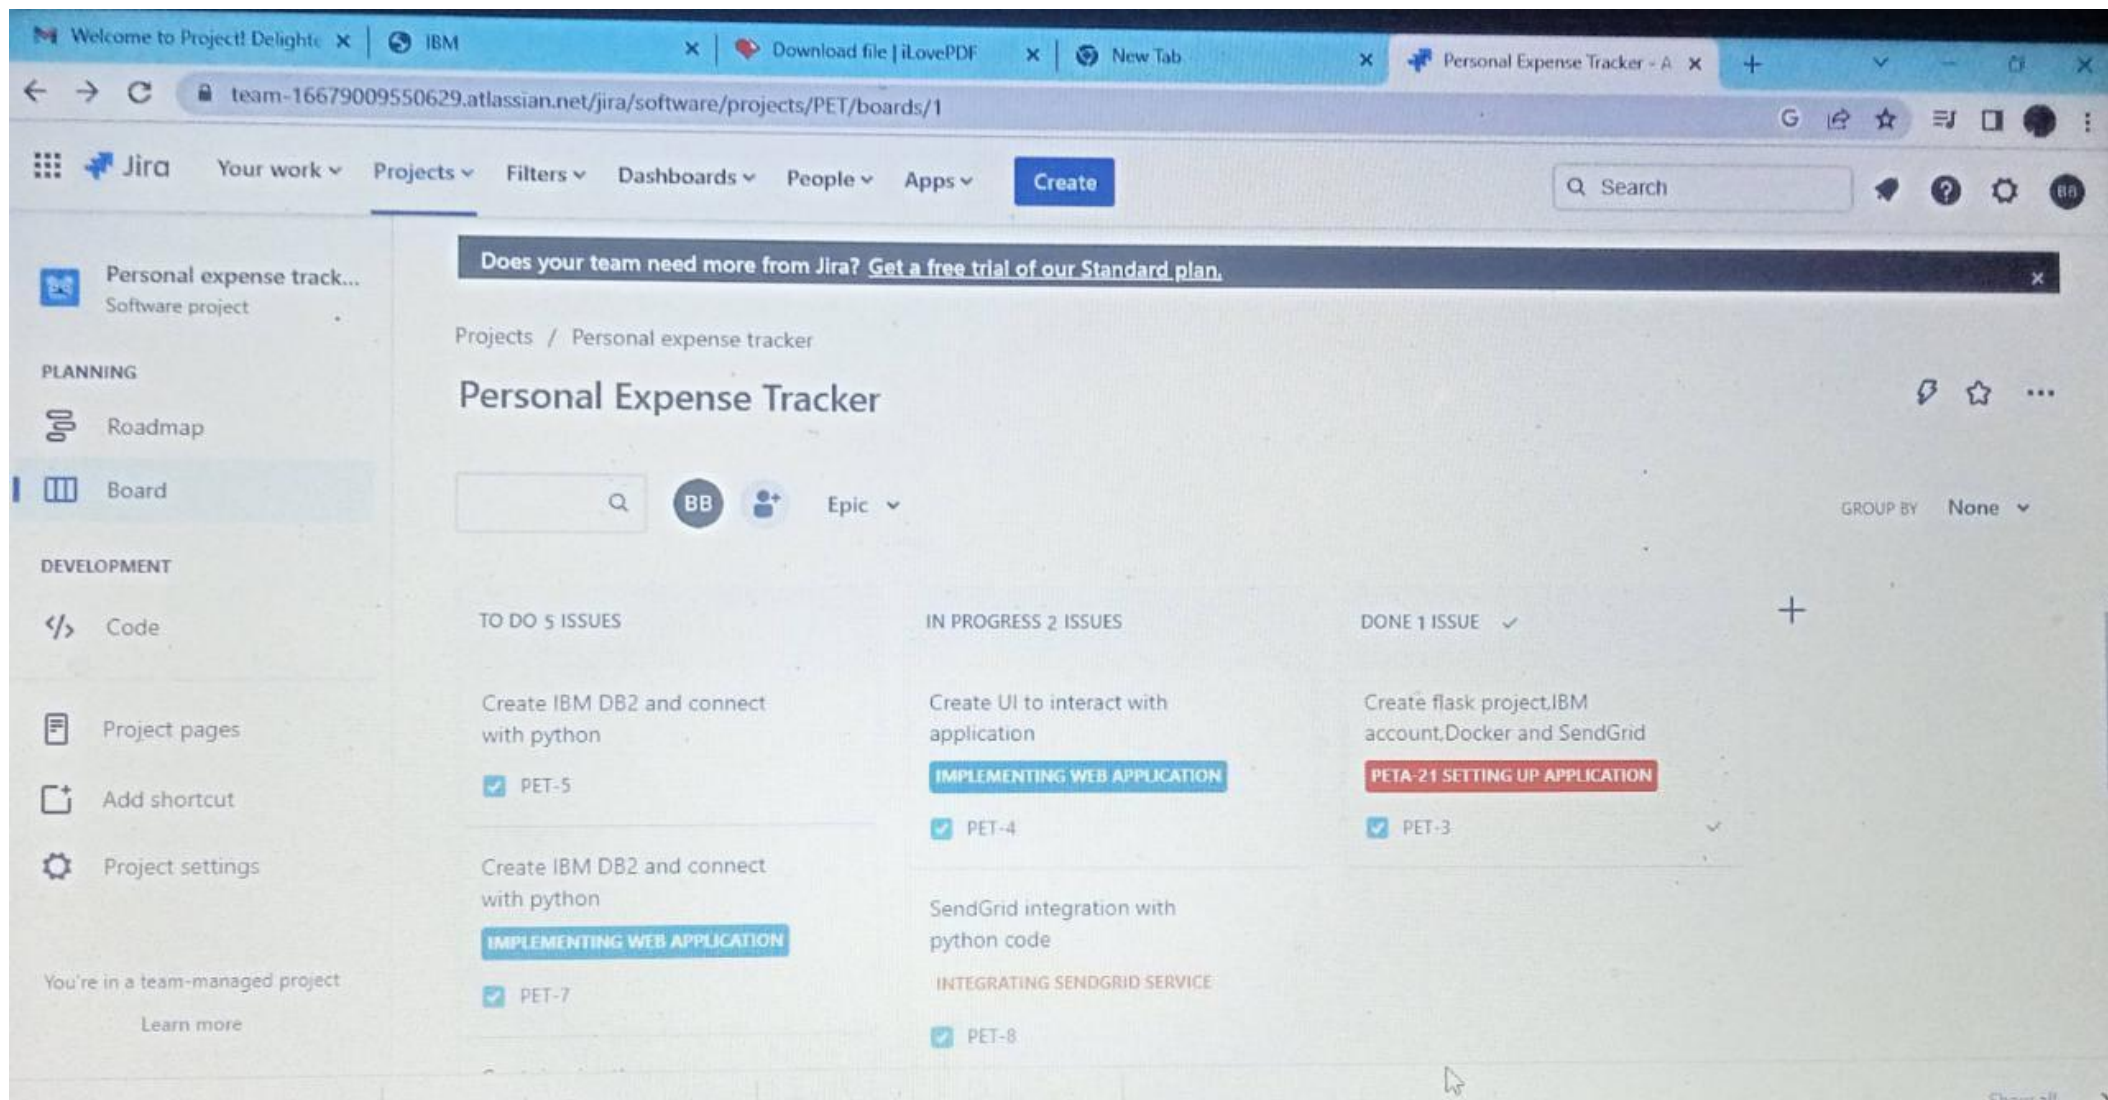 Welcome to Project! Delighte
IBM
Download file | iLovePDF
New Tab
Personal Expense Tracker - A
team-16679009550629.atlassian.net/jira/software/projects/PET/boards/1
G
Jira
Your work
Projects
Filters
Dashboards
People
Apps
Create
Search
BB
Personal expense track...
Software project
Does your team need more from Jira? Get a free trial of our Standard plan.
Projects / Personal expense tracker
PLANNING
Personal Expense Tracker
Roadmap
Board
BB
Epic
GROUP BY None
DEVELOPMENT
Code
Project pages
Add shortcut
Project settings
You're in a team-managed project
Learn more
TO DO 5 ISSUES
Create IBM DB2 and connect
with python
PET-5
Create IBM DB2 and connect
with python
IMPLEMENTING WEB APPLICATION
PET-7
IN PROGRESS 2 ISSUES
Create UI to interact with
application
IMPLEMENTING WEB APPLICATION
PET-4
SendGrid integration with
python code
INTEGRATING SENDGRID SERVICE
PET-8
DONE 1 ISSUE
Create flask project,IBM
account,Docker and SendGrid
PETA-21 SETTING UP APPLICATION
PET-3